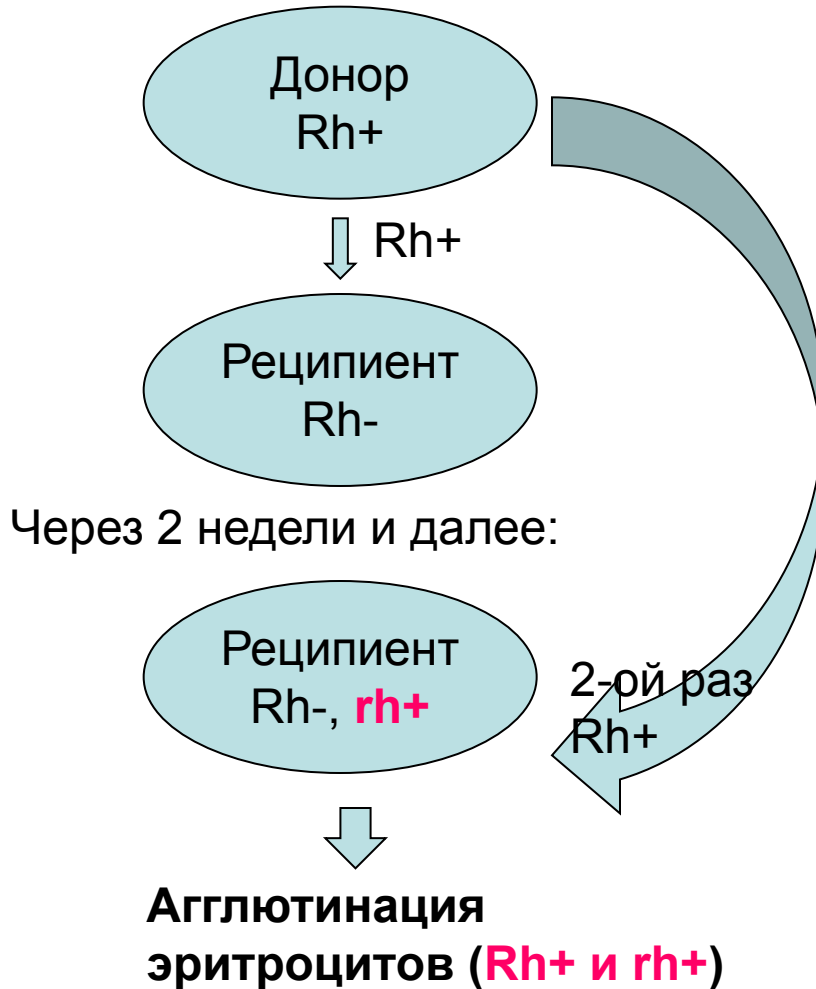 Донор
Rh+
Rh+
Реципиент
Rh-
Через 2 недели и далее:
Реципиент
Rh-, rh+
2-ой раз
Rh+
Агглютинация
эритроцитов (Rh+ и rh+)